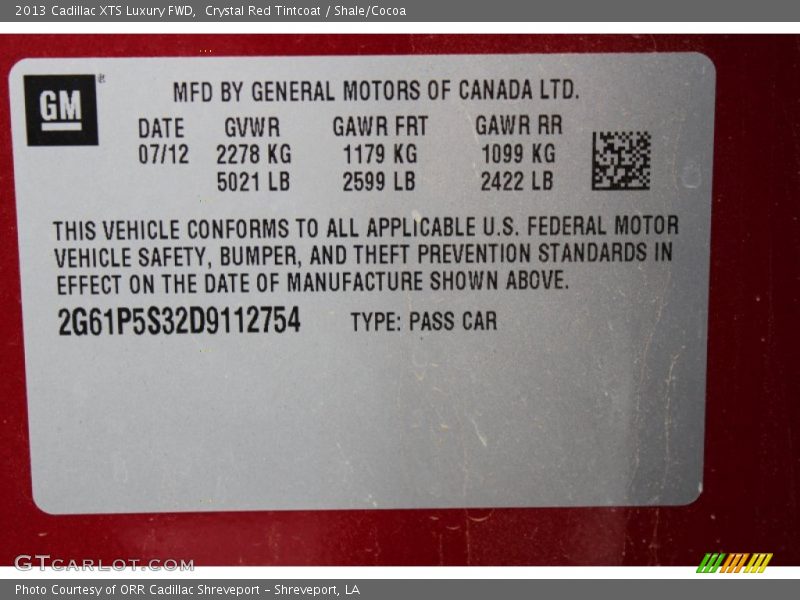 2013 Cadillac XTS Luxury FWD, Crystal Red Tintcoat / Shale/Cocoa
GM ®
MFD BY GENERAL MOTORS OF CANADA LTD.
DATE GVWR GAWR FRT GAWR RR
07/12 2278 KG 1179 KG 1099 KG
5021 LB 2599 LB 2422 LB
THIS VEHICLE CONFORMS TO ALL APPLICABLE U.S. FEDERAL MOTOR
VEHICLE SAFETY, BUMPER, AND THEFT PREVENTION STANDARDS IN
EFFECT ON THE DATE OF MANUFACTURE SHOWN ABOVE.
2G61P5S32D9112754 TYPE: PASS CAR
GTCARLOT.COM
Photo Courtesy of ORR Cadillac Shreveport - Shreveport, LA